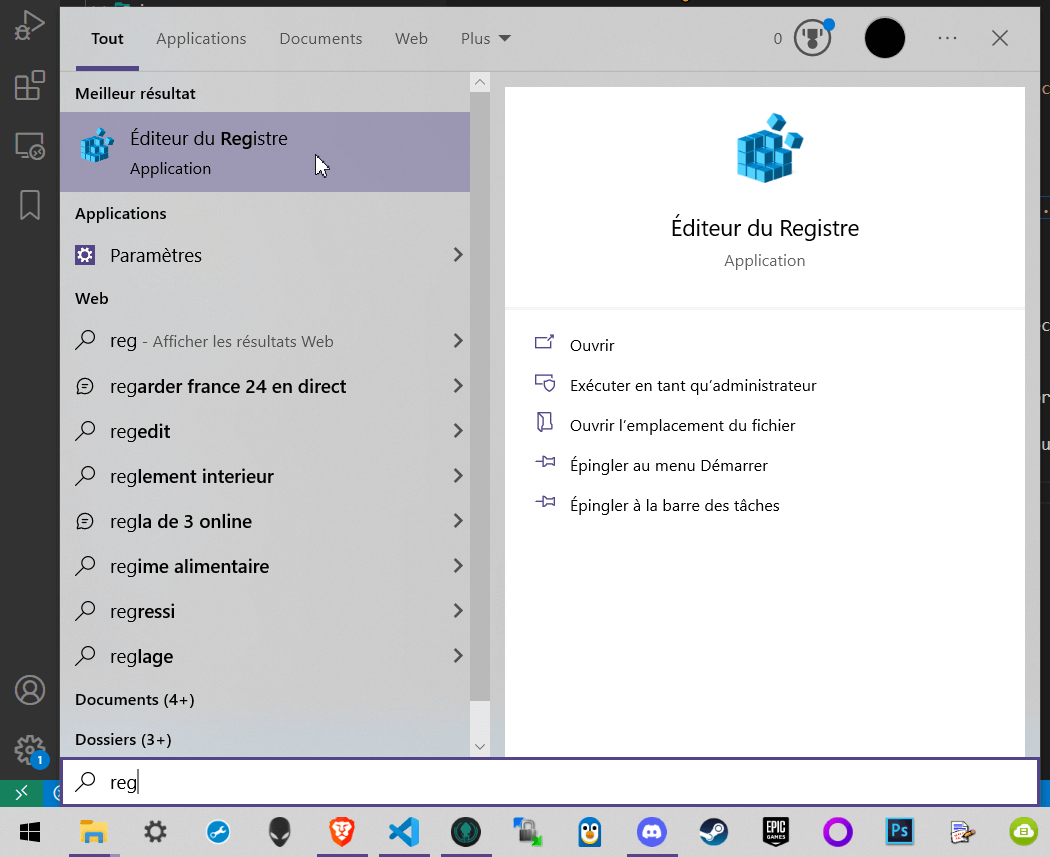 Tout Applications Documents Web Plus 0
Meilleur résultat
Éditeur du Registre
Application
Applications
Paramètres
Web
reg - Afficher les résultats Web
regarder france 24 en direct
regedit
reglement interieur
regla de 3 online
regime alimentaire
regressi
reglage
Documents (4+)
Dossiers (3+)
Éditeur du Registre
Application
Ouvrir
Exécuter en tant qu’administrateur
Ouvrir l’emplacement du fichier
Épingler au menu Démarrer
Épingler à la barre des tâches
1
reg
EPIC
GAMES
Ps